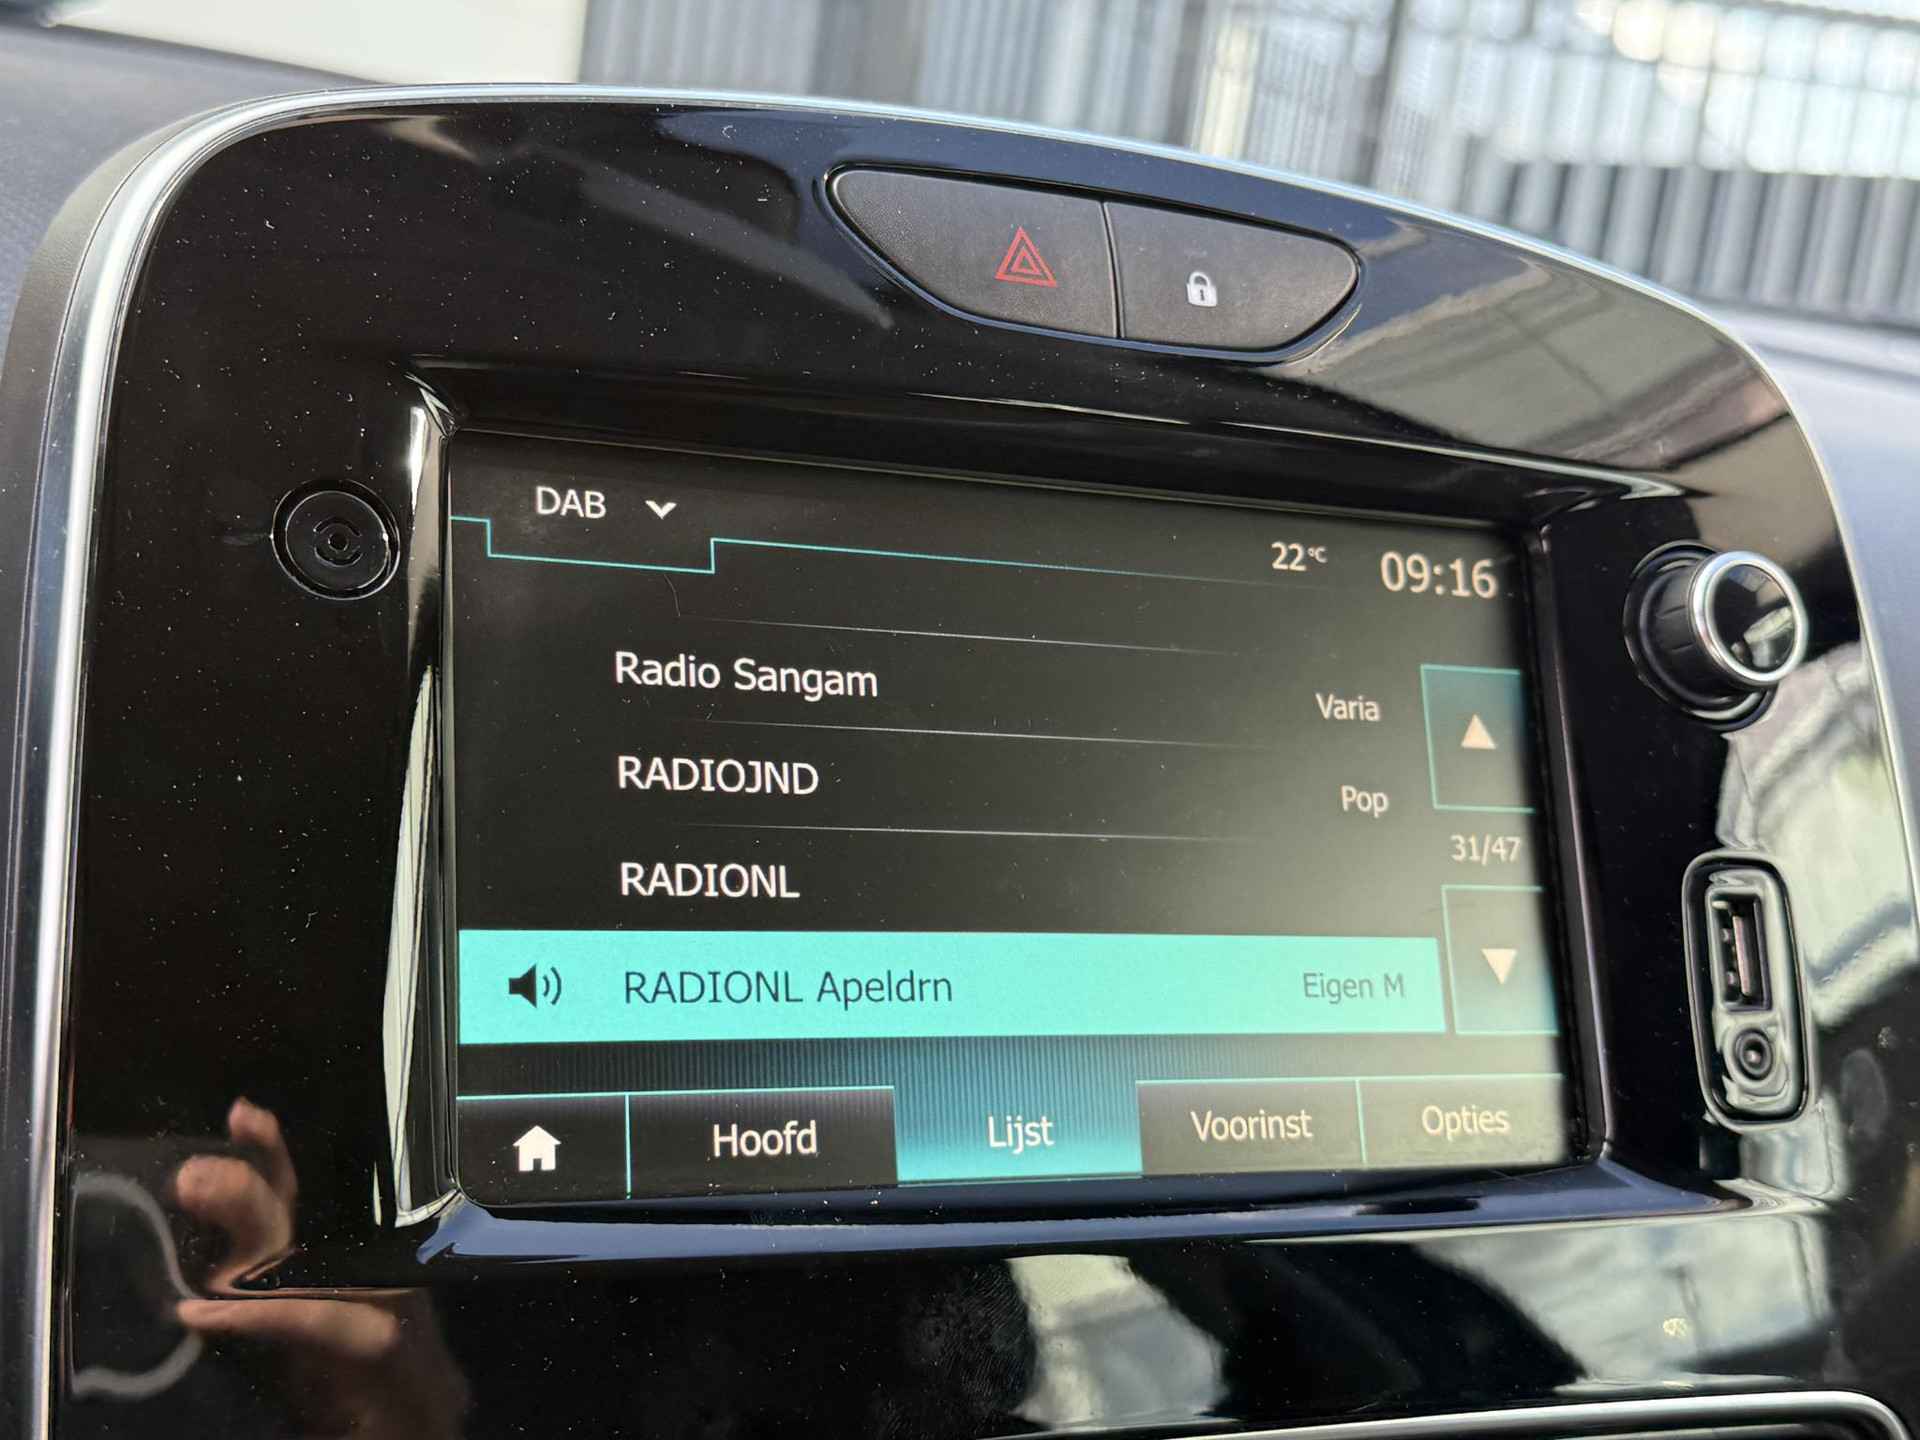 DAB
22°C 09:16
Radio Sangam Varia
RADIOJND Pop
31/47
RADIONL
RADIONL Apeldrn Eigen M
Hoofd Lijst Voorinst Opties